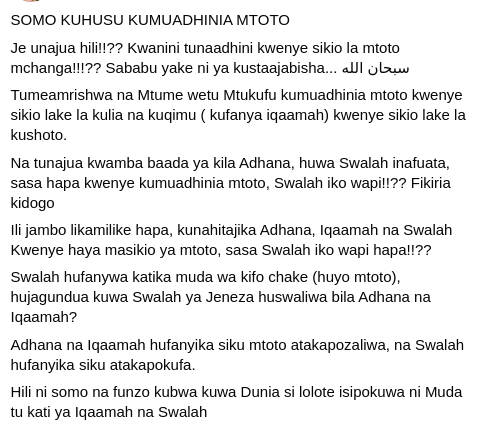 SOMO KUHUSU KUMUADHINIA MTOTO
Je unajua hili!!?? Kwanini tunaadhini kwenye sikio la mtoto
mchanga!!!?? Sababu yake ni ya kustaajabisha... سبحان الله
Tumeamrishwa na Mtume wetu Mtukufu kumuadhinia mtoto kwenye
sikio lake la kulia na kuqimu ( kufanya iqaamah) kwenye sikio lake la
kushoto.
Na tunajua kwamba baada ya kila Adhana, huwa Swalah inafuata,
sasa hapa kwenye kumuadhinia mtoto, Swalah iko wapi!!?? Fikiria
kidogo
Ili jambo likamilike hapa, kunahitajika Adhana, Iqaamah na Swalah
Kwenye haya masikio ya mtoto, sasa Swalah iko wapi hapa!!??
Swalah hufanywa katika muda wa kifo chake (huyo mtoto),
hujagundua kuwa Swalah ya Jeneza huswaliwa bila Adhana na
Iqaamah?
Adhana na Iqaamah hufanyika siku mtoto atakapozaliwa, na Swalah
hufanyika siku atakapokufa.
Hili ni somo na funzo kubwa kuwa Dunia si lolote isipokuwa ni Muda
tu kati ya Iqaamah na Swalah